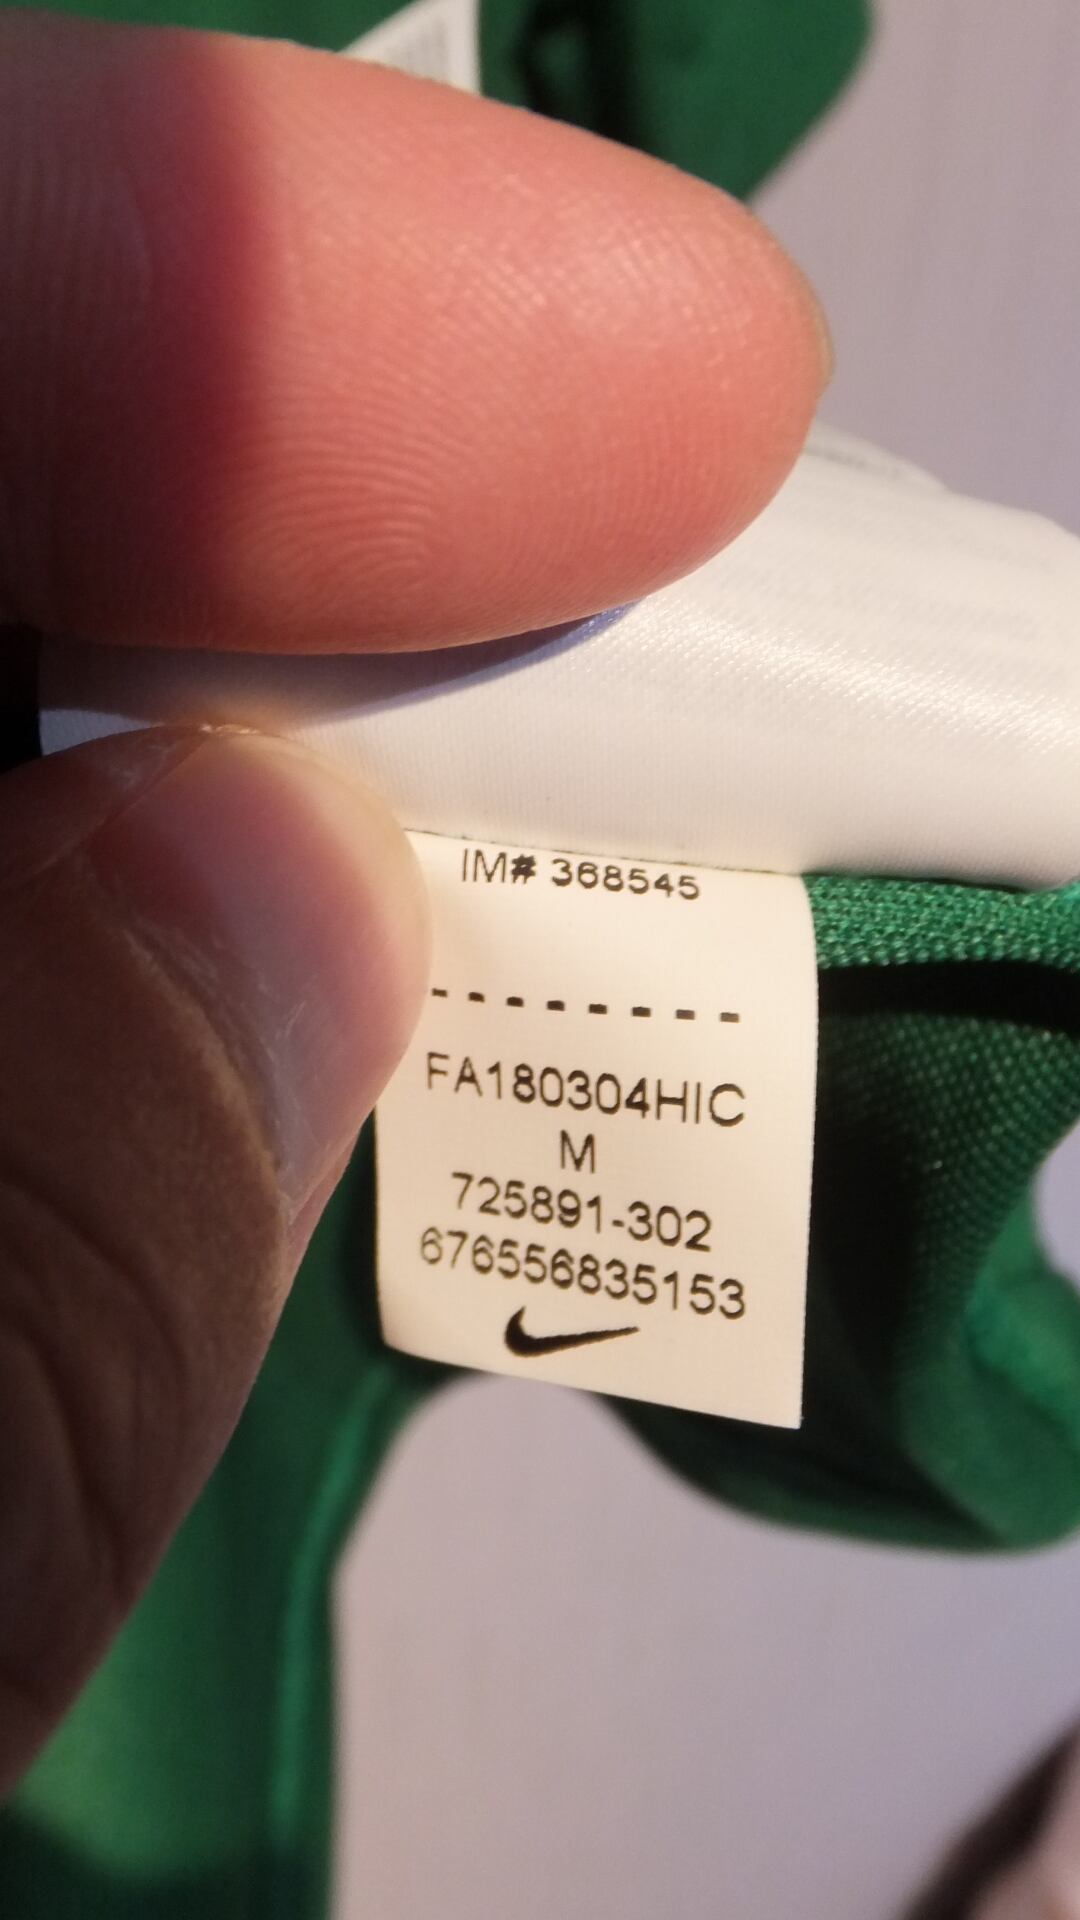 IM# 368545
--------
FA180304HIC
M
725891-302
676556835153